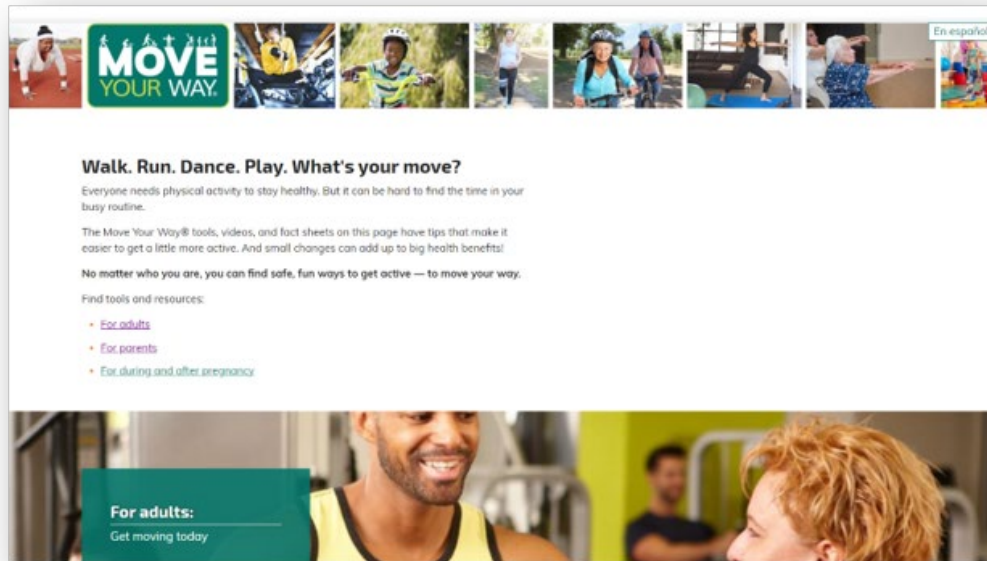 MOVE
YOUR WAY®
En español
Walk. Run. Dance. Play. What's your move?
Everyone needs physical activity to stay healthy. But it can be hard to find the time in your
busy routine.
The Move Your Way® tools, videos, and fact sheets on this page have tips that make it
easier to get a little more active. And small changes can add up to big health benefits!
No matter who you are, you can find safe, fun ways to get active — to move your way.
Find tools and resources:
• For adults
• For parents
• For during and after pregnancy
For adults:
Get moving today